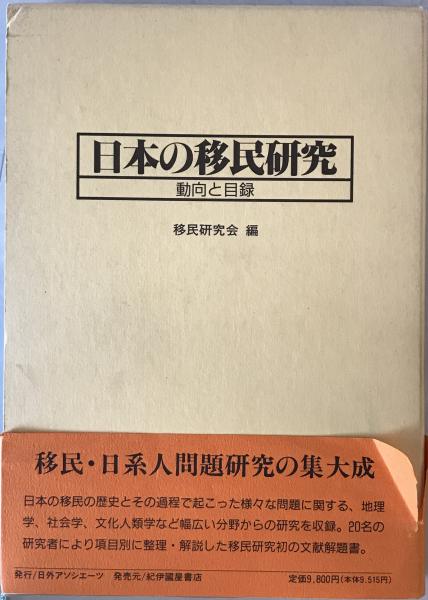 日本の移民研究
動向と目録
移民研究会 編
移民・日系人問題研究の集大成
日本の移民の歴史とその過程で起こった様々な問題に関する、地理
学、社会学、文化人類学など幅広い分野からの研究を収録。20名の
研究者により項目別に整理・解説した移民研究初の文献解題書。
発行/日外アソシエーツ 発売元/紀伊國屋書店 定価9,800円(本体9,515円)